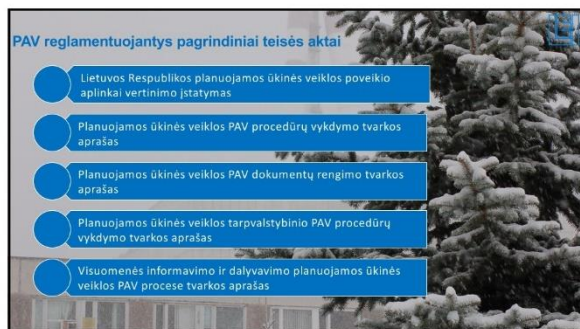 PAV reglamentuojantys pagrindiniai teisės aktai
Lietuvos Respublikos planuojamos ūkinės veiklos poveikio
aplinkai vertinimo įstatymas
Planuojamos ūkinės veiklos PAV procedūrų vykdymo tvarkos
aprašas
Planuojamos ūkinės veiklos PAV dokumentų rengimo tvarkos
aprašas
Planuojamos ūkinės veiklos tarpvalstybinio PAV procedūrų
vykdymo tvarkos aprašas
Visuomenės informavimo ir dalyvavimo planuojamos ūkinės
veiklos PAV procese tvarkos aprašas